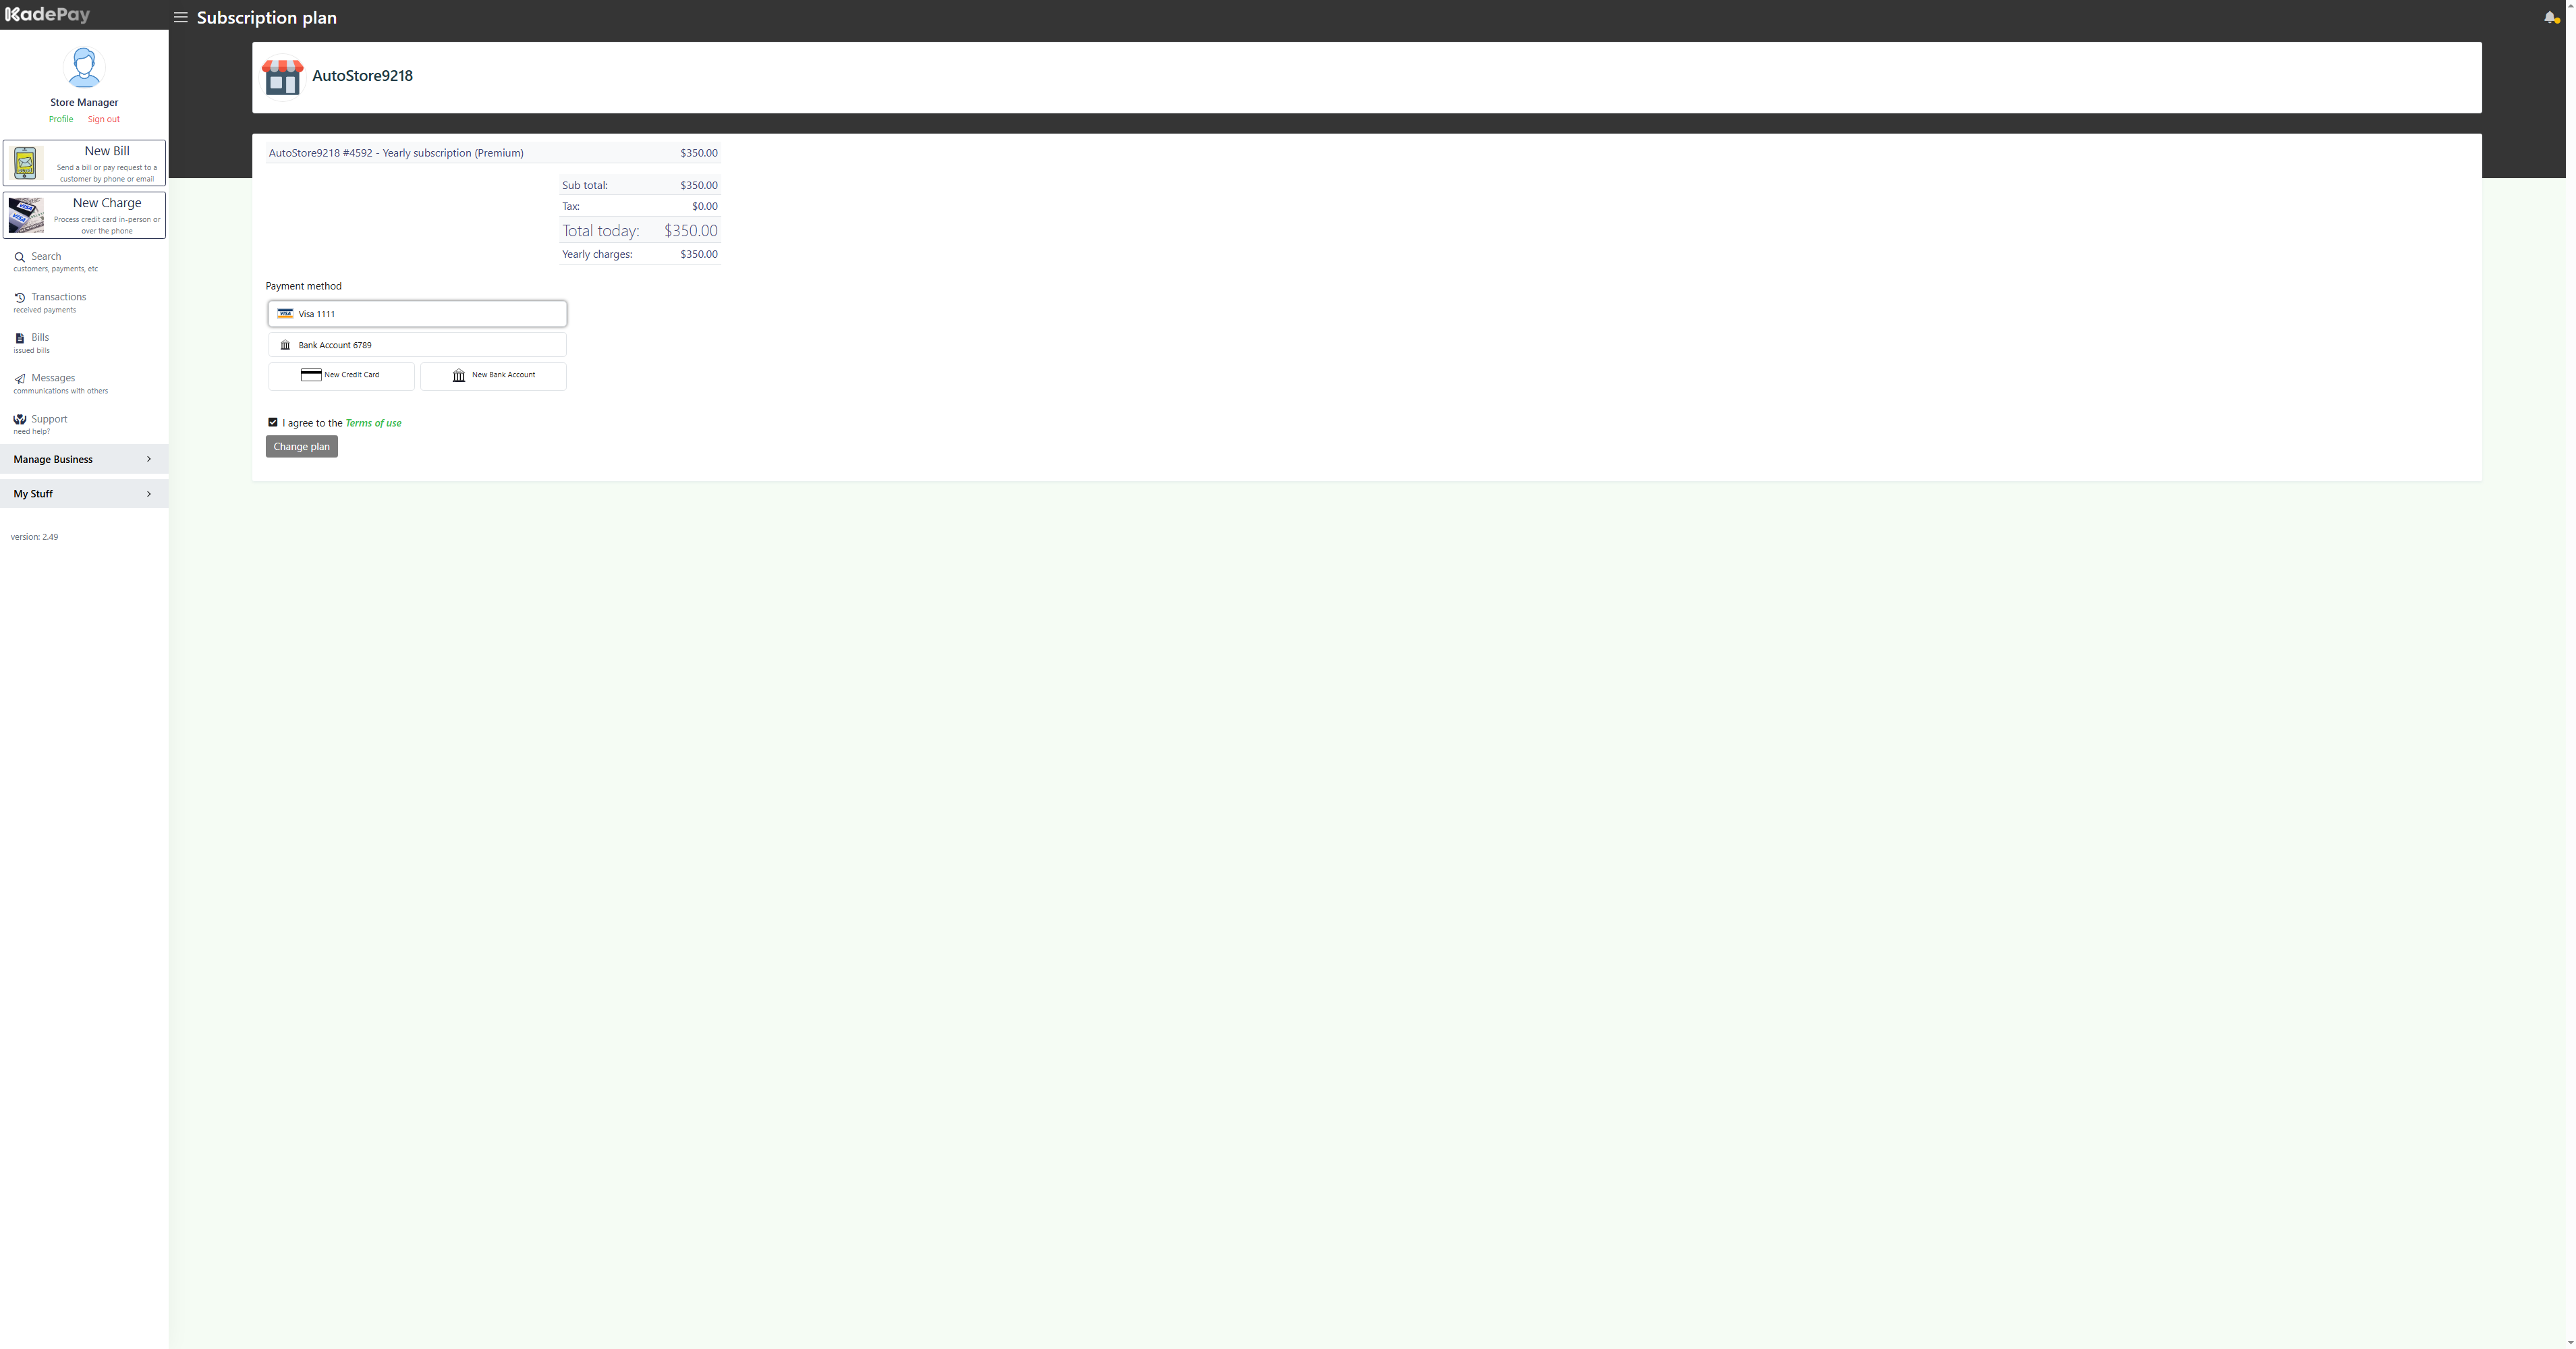 KadePay
Subscription plan
Store Manager
Profile Sign out
New Bill
Send a bill or pay request to a
customer by phone or email
New Charge
Process credit card in-person or
over the phone
Search
customers, payments, etc
Transactions
received payments
Bills
issued bills
Messages
communications with others
Support
need help?
Manage Business
My Stuff
version: 2.49
AutoStore9218
AutoStore9218 #4592 - Yearly subscription (Premium) $350.00
Sub total: $350.00
Tax: $0.00
Total today: $350.00
Yearly charges: $350.00
Payment method
VISA Visa 1111
Bank Account 6789
New Credit Card New Bank Account
I agree to the Terms of use
Change plan